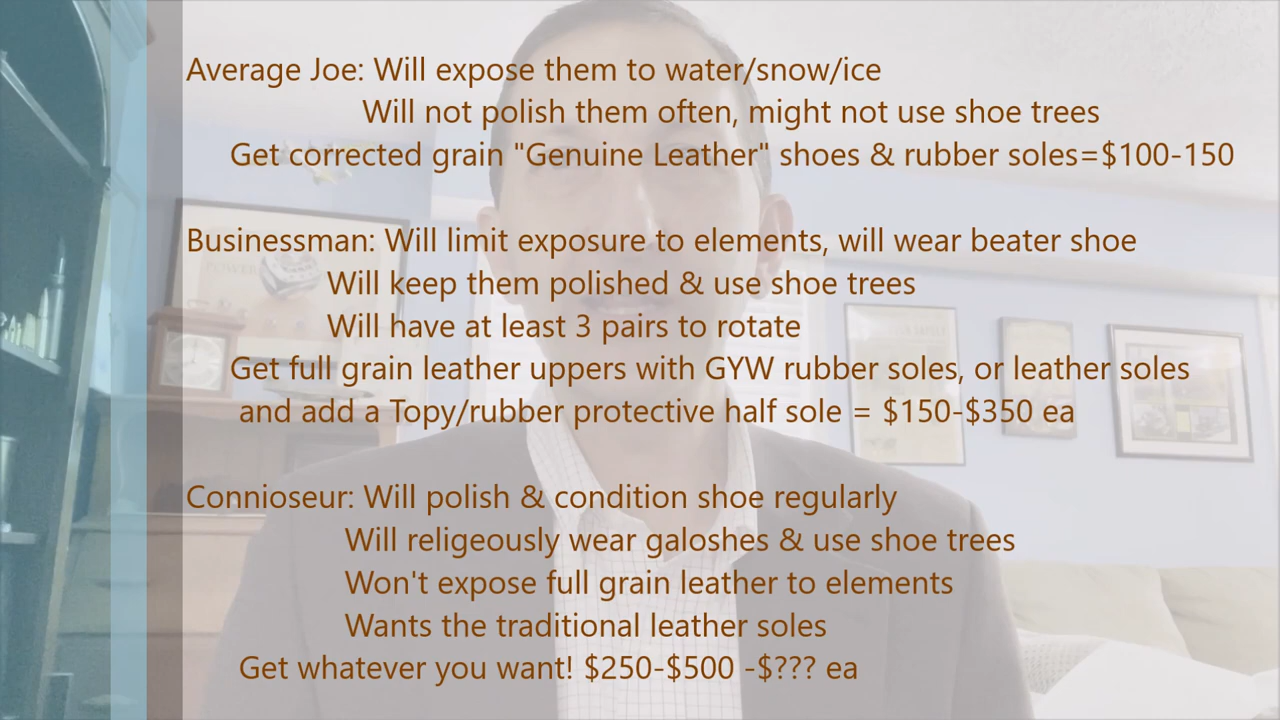 Average Joe: Will expose them to water/snow/ice
Will not polish them often, might not use shoe trees
Get corrected grain "Genuine Leather" shoes & rubber soles=$100-150
Businessman: Will limit exposure to elements, will wear beater shoe
Will keep them polished & use shoe trees
Will have at least 3 pairs to rotate
Get full grain leather uppers with GYW rubber soles, or leather soles
and add a Topy/rubber protective half sole = $150-$350 ea
Connioseur: Will polish & condition shoe regularly
Will religeously wear galoshes & use shoe trees
Won't expose full grain leather to elements
Wants the traditional leather soles
Get whatever you want! $250-$500 -$??? ea